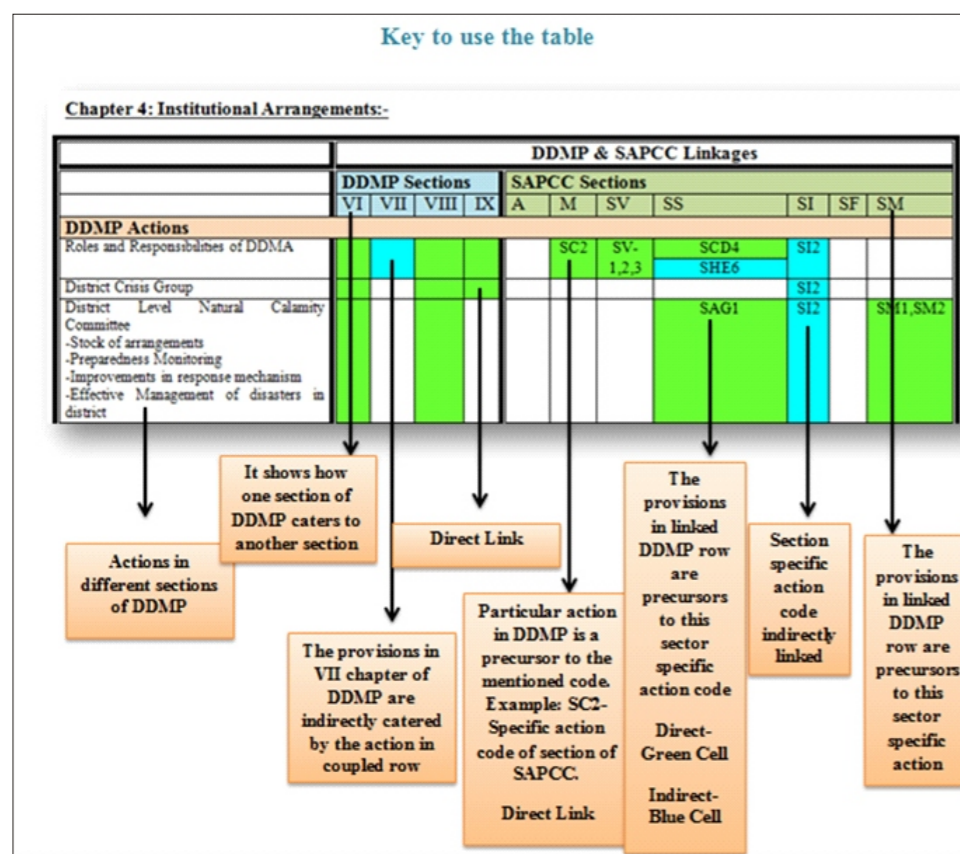 Key to use the table
Chapter 4: Institutional Arrangements:-
DDMP & SAPCC Linkages
DDMP Sections SAPCC Sections
VI VII VIII IX A M SV SS SI SF SM
DDMP Actions
Roles and Responsibilities of DDMA SC2 SV- SCD4 SI2
1,2,3 SHE6
District Crisis Group SI2
District Level Natural Calamity SAG1 SI2 SM1,SM2
Committee
-Stock of arrangements
-Preparedness Monitoring
-Improvements in response mechanism
-Effective Management of disasters in
district
Actions in
different sections
of DDMP
It shows how
one section of
DDMP caters to
another section
The provisions in
VII chapter of
DDMP are
indirectly catered
by the action in
coupled row
Direct Link
Particular action
in DDMP is a
precursor to the
mentioned code.
Example: SC2-
Specific action
code of section of
SAPCC.
Direct Link
The
provisions
in linked
DDMP row
are
precursors
to this
sector
specific
action code
Direct-
Green Cell
Indirect-
Blue Cell
Section
specific
action
code
indirectly
linked
The
provisions
in linked
DDMP
row are
precursors
to this
sector
specific
action